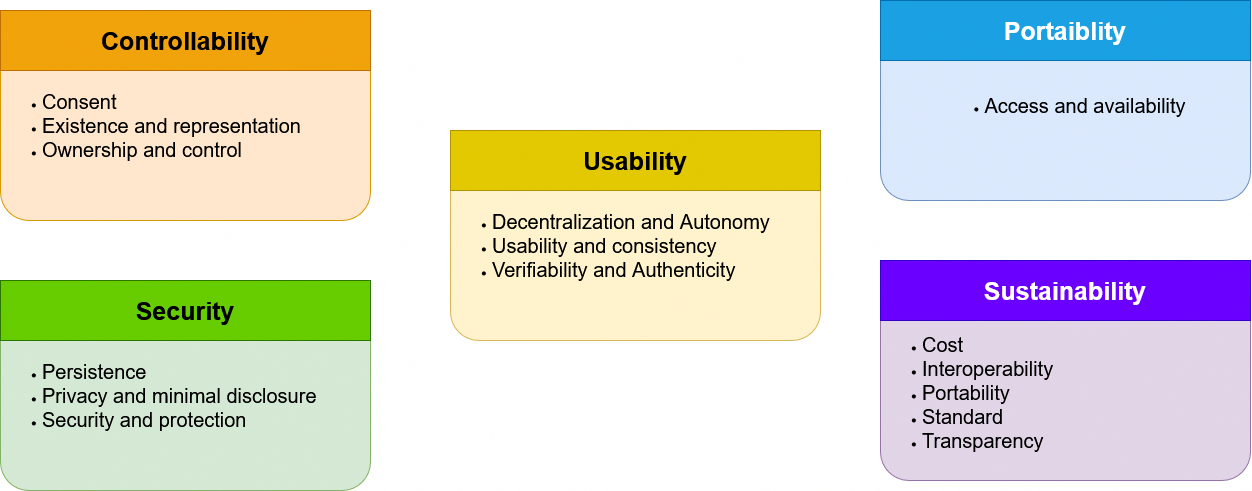 Controllability
• Consent
• Existence and representation
• Ownership and control
Security
• Persistence
• Privacy and minimal disclosure
• Security and protection
Usability
• Decentralization and Autonomy
• Usability and consistency
• Verifiability and Authenticity
Portaiblity
• Access and availability
Sustainability
• Cost
• Interoperability
• Portability
• Standard
• Transparency